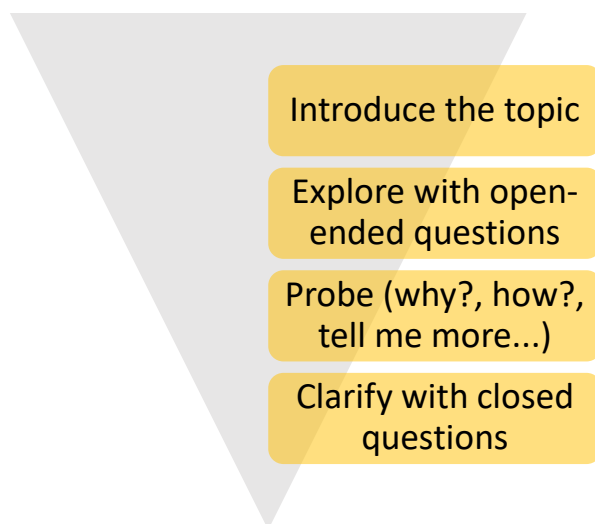 Introduce the topic
Explore with open-
ended questions
Probe (why?, how?,
tell me more...)
Clarify with closed
questions